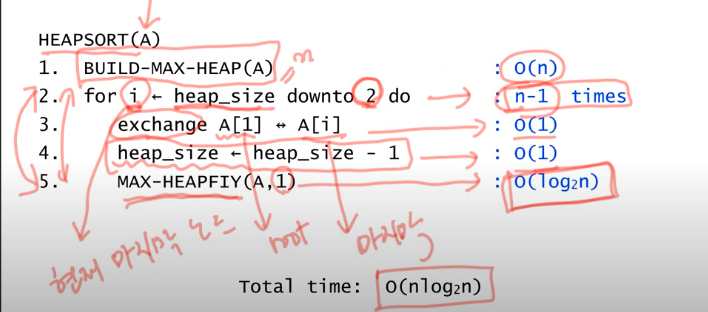 HEAPSORT(A)
1. BUILD-MAX-HEAP(A) : O(n)
n
2. for i ← heap_size downto 2 do : n-1 times
3. exchange A[1] ↔ A[i] : O(1)
4. heap_size ← heap_size - 1 : O(1)
5. MAX-HEAPFIY(A,1) : O(log₂n)
현재 마지막 노드 root 마지막
Total time: O(nlog₂n)